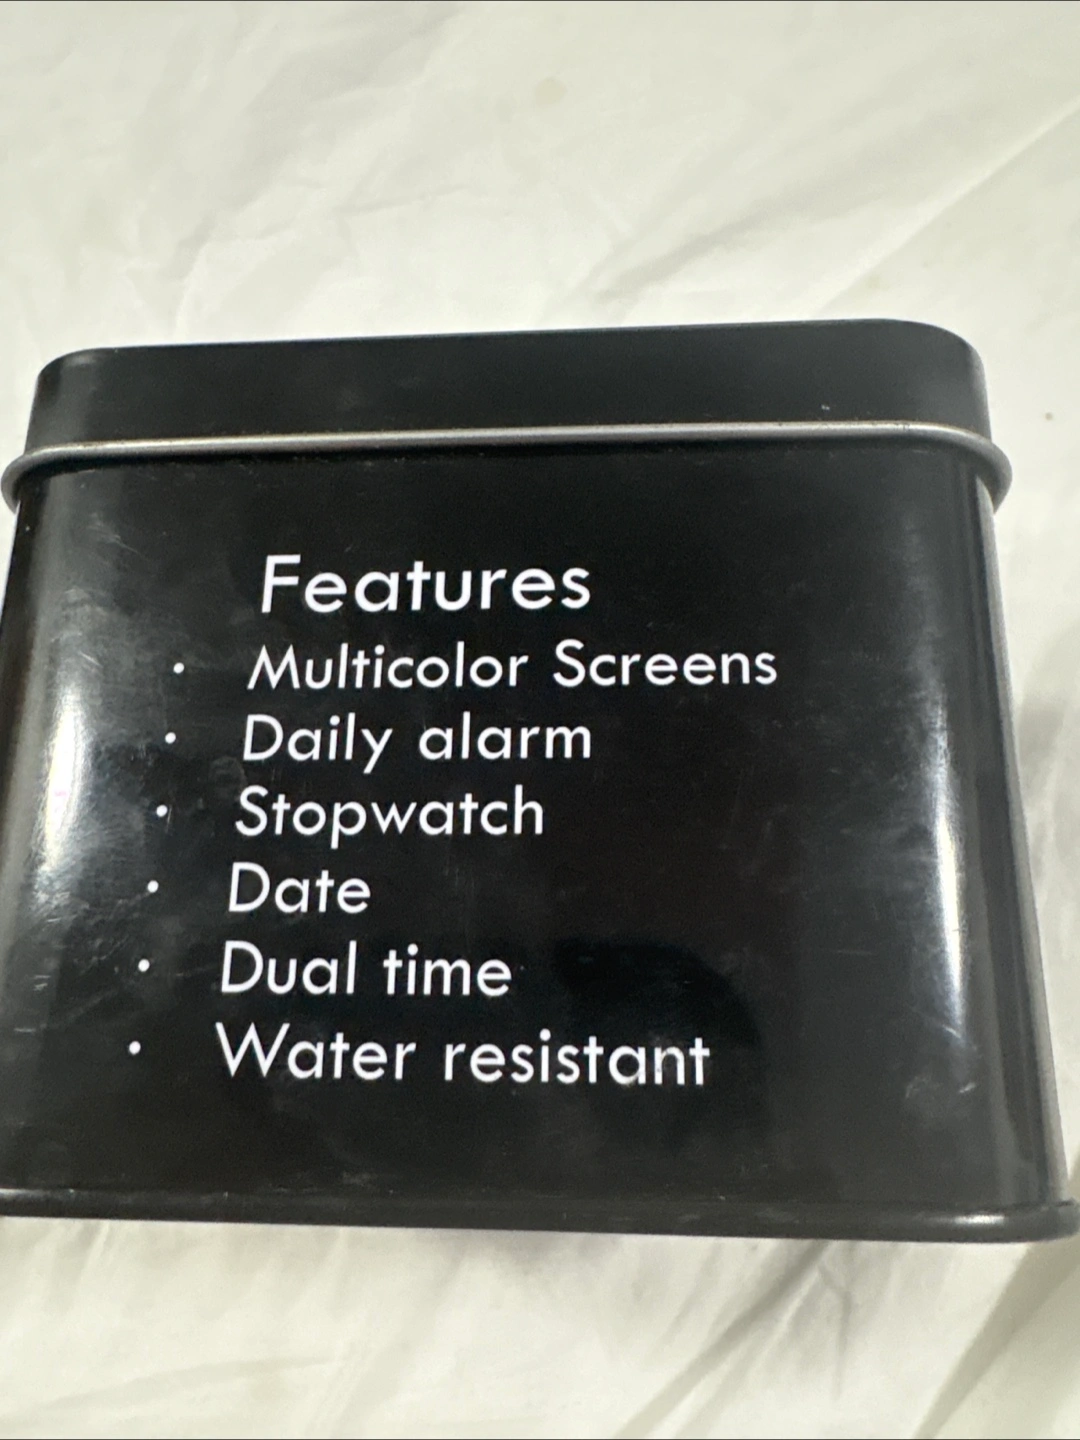 Features
· Multicolor Screens
· Daily alarm
· Stopwatch
· Date
· Dual time
· Water resistant